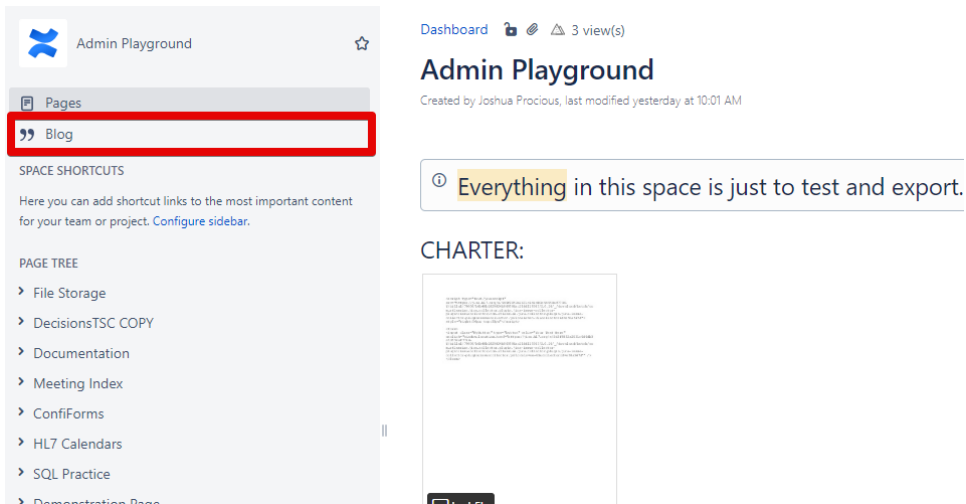 Admin Playground
Pages
Blog
SPACE SHORTCUTS
Here you can add shortcut links to the most important content
for your team or project. Configure sidebar.
PAGE TREE
File Storage
DecisionsTSC COPY
Documentation
Meeting Index
ConfiForms
HL7 Calendars
SQL Practice
Demonstration Page
Dashboard 3 view(s)
Admin Playground
Created by Joshua Procious, last modified yesterday at 10:01 AM
Everything in this space is just to test and export.
CHARTER: